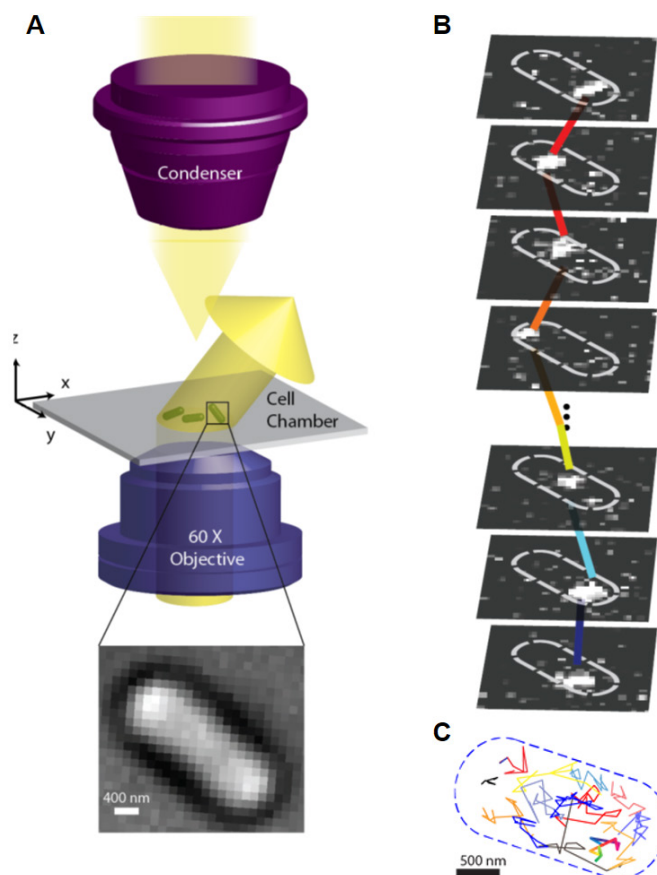 A
B
Condenser
z
x
y
Cell
Chamber
60 X
Objective
400 nm
C
500 nm